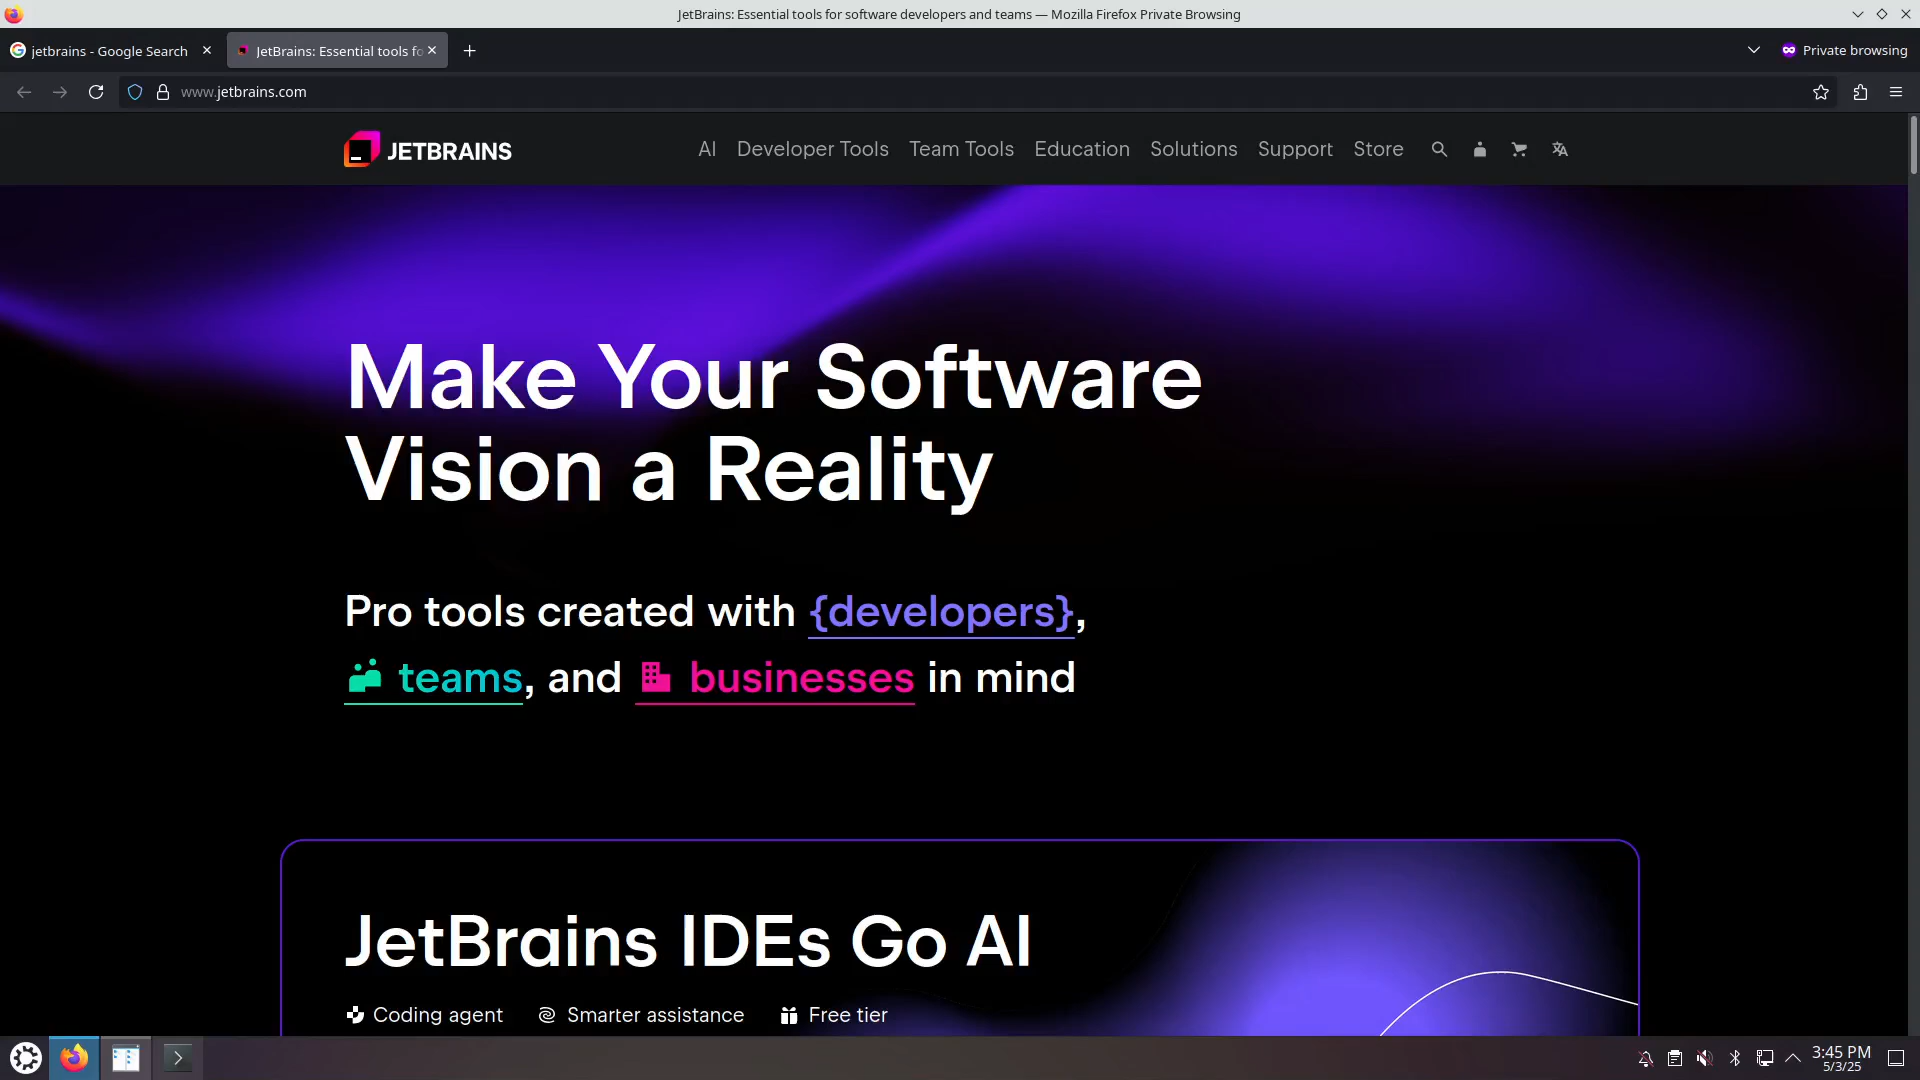 JetBrains: Essential tools for software developers and teams — Mozilla Firefox Private Browsing
jetbrains - Google Search
JetBrains: Essential tools fo
Private browsing
www.jetbrains.com
JETBRAINS
AI Developer Tools Team Tools Education Solutions Support Store
Make Your Software
Vision a Reality
Pro tools created with {developers},
teams, and businesses in mind
JetBrains IDEs Go AI
Coding agent Smarter assistance Free tier
3:45 PM
5/3/25